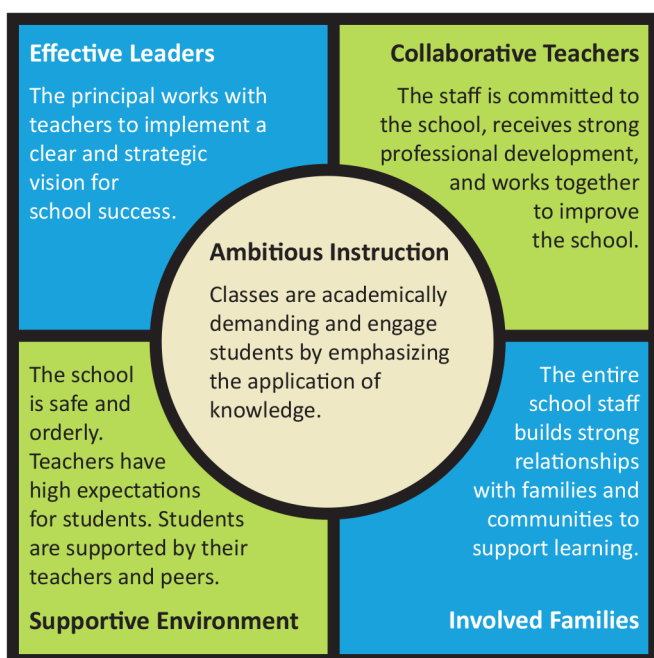 Effective Leaders
The principal works with
teachers to implement a
clear and strategic
vision for
school success.
Collaborative Teachers
The staff is committed to
the school, receives strong
professional development,
and works together
to improve
the school.
Ambitious Instruction
Classes are academically
demanding and engage
students by emphasizing
the application of
knowledge.
The school
is safe and
orderly.
Teachers have
high expectations
for students. Students
are supported by their
teachers and peers.
Supportive Environment
The entire
school staff
builds strong
relationships
with families and
communities to
support learning.
Involved Families